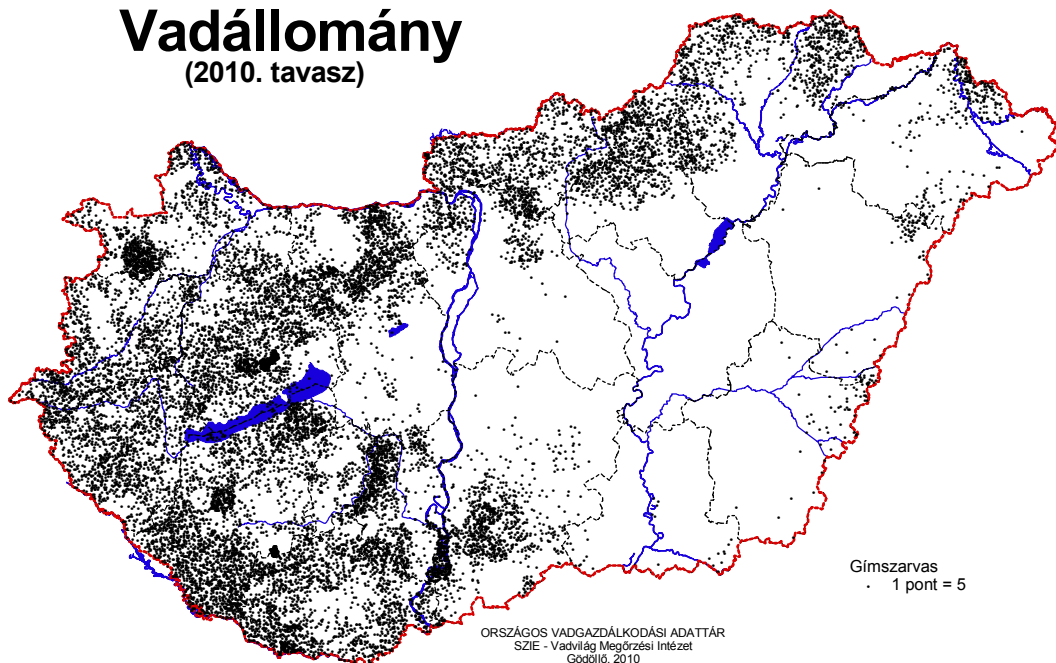 Vadállomány
(2010. tavasz)
Gímszarvas
1 pont = 5
ORSZÁGOS VADGAZDÁLKODÁSI ADATTÁR
SZIE - Vadvilág Megőrzési Intézet
Gödöllő, 2010